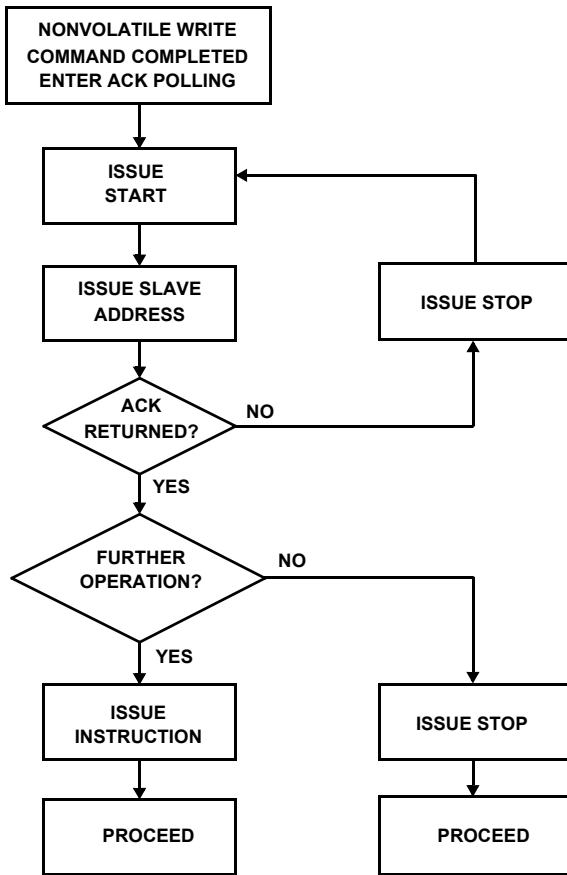 NONVOLATILE WRITE
COMMAND COMPLETED
ENTER ACK POLLING
ISSUE
START
ISSUE SLAVE
ADDRESS
ISSUE STOP
ACK
RETURNED?
NO
YES
FURTHER
OPERATION?
NO
YES
ISSUE
INSTRUCTION
ISSUE STOP
PROCEED
PROCEED